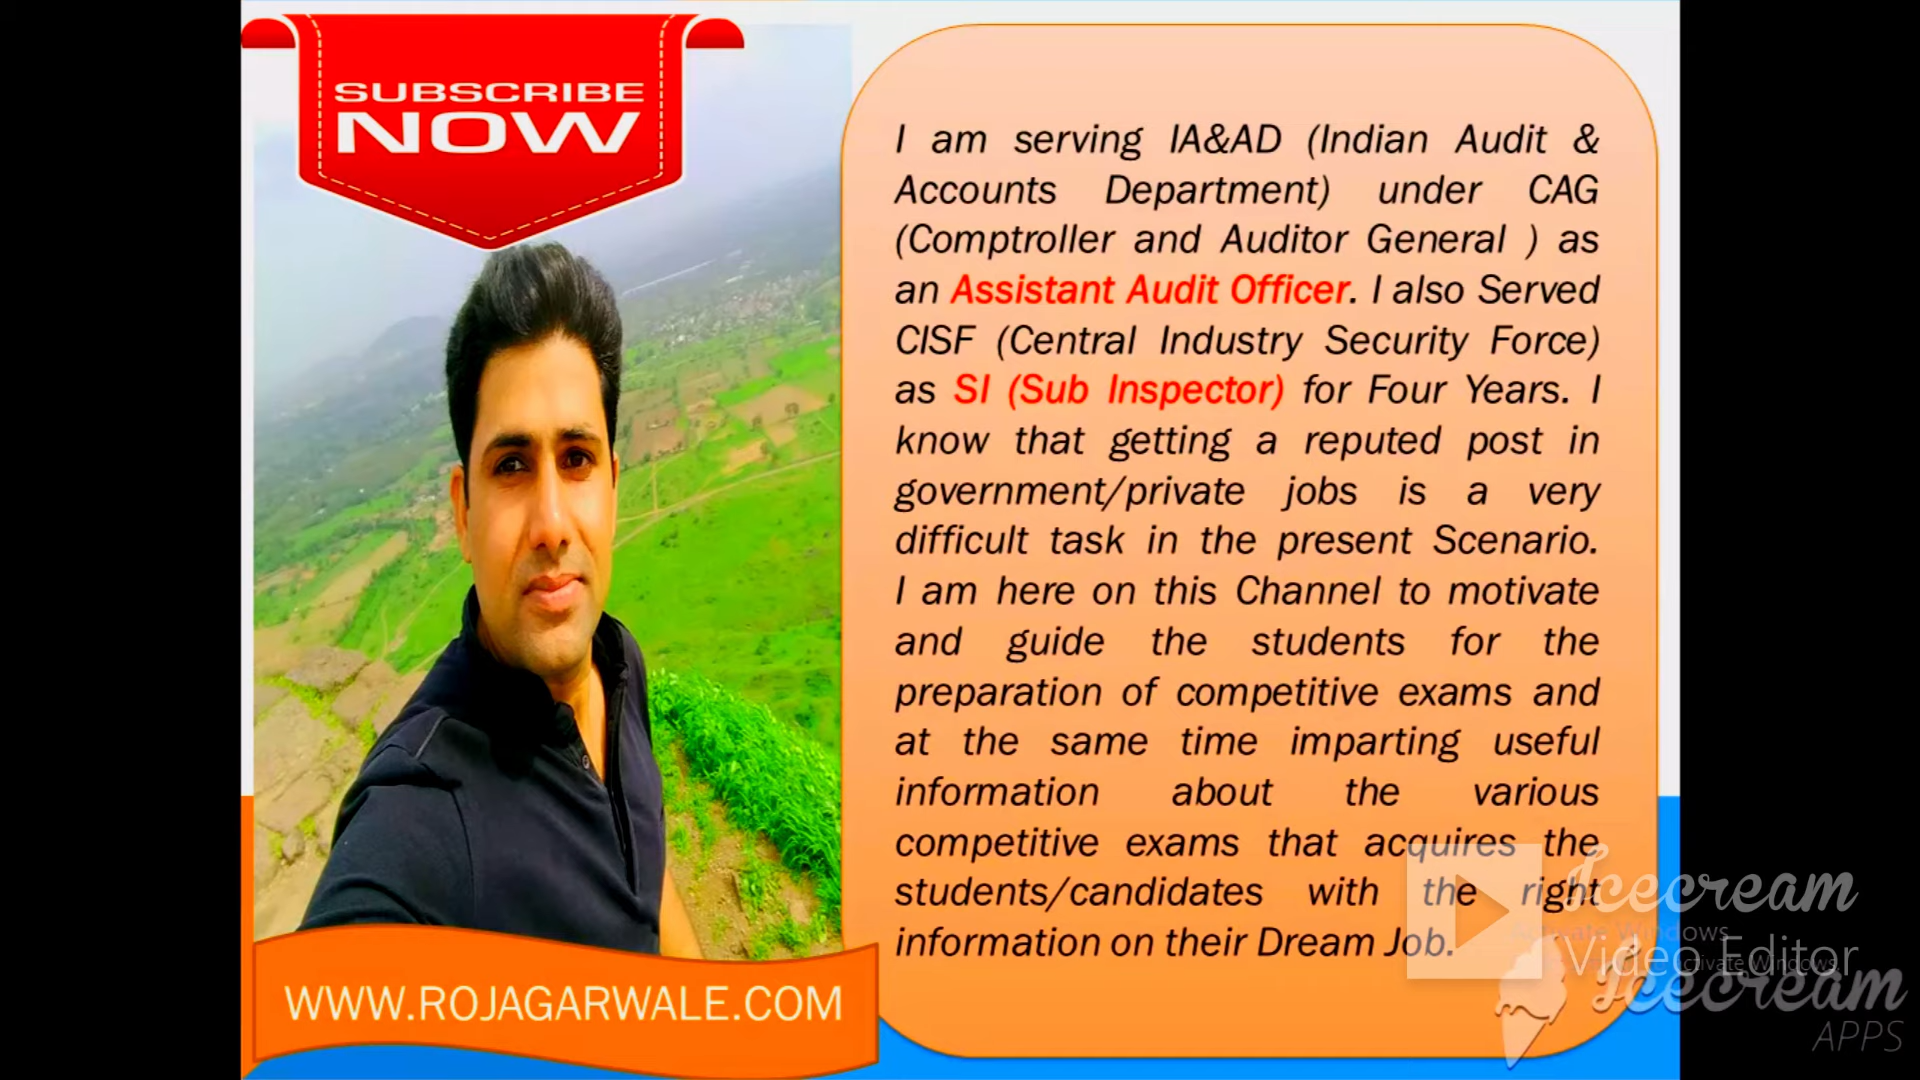 SUBSCRIBE
NOW
I am serving IA&AD (Indian Audit &
Accounts Department) under CAG
(Comptroller and Auditor General ) as
an Assistant Audit Officer. I also Served
CISF (Central Industry Security Force)
as SI (Sub Inspector) for Four Years. I
know that getting a reputed post in
government/private jobs is a very
difficult task in the present Scenario.
I am here on this Channel to motivate
and guide the students for the
preparation of competitive exams and
at the same time imparting useful
information about the various
competitive exams that acquires the
students/candidates with the right
information on their Dream Job.
WWW.ROJAGARWALE.COM
Icecream
Video Editor
Activate Windows
activate Windows.
Icecream
APPS